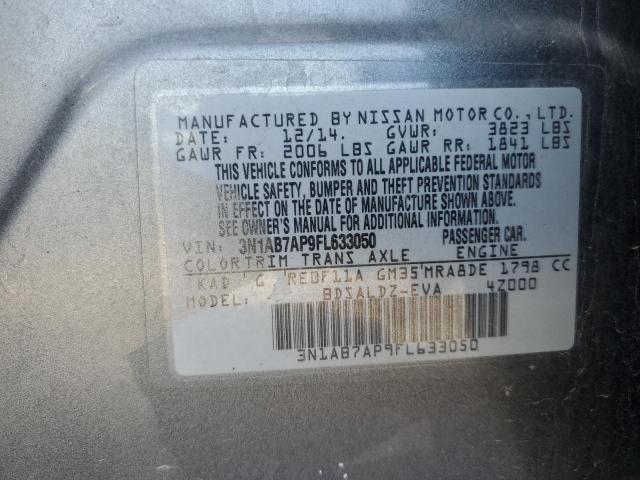 MANUFACTURED BY NISSAN MOTOR CO., LTD.
DATE: 12/14. GVWR: 3823 LBS
GAWR FR: 2006 LBS GAWR RR: 1841 LBS
THIS VEHICLE CONFORMS TO ALL APPLICABLE FEDERAL MOTOR
VEHICLE SAFETY, BUMPER AND THEFT PREVENTION STANDARDS
IN EFFECT ON THE DATE OF MANUFACTURE SHOWN ABOVE.
SEE OWNER'S MANUAL FOR ADDITIONAL INFORMATION
VIN: 3N1AB7AP9FL633050 PASSENGER CAR.
COLOR TRIM TRANS AXLE ENGINE
KAD G RE0F11A GM35 MRA8DE 1798 CC
MODEL: BDSALDZ-EVA 4Z000
3N1AB7AP9FL633050